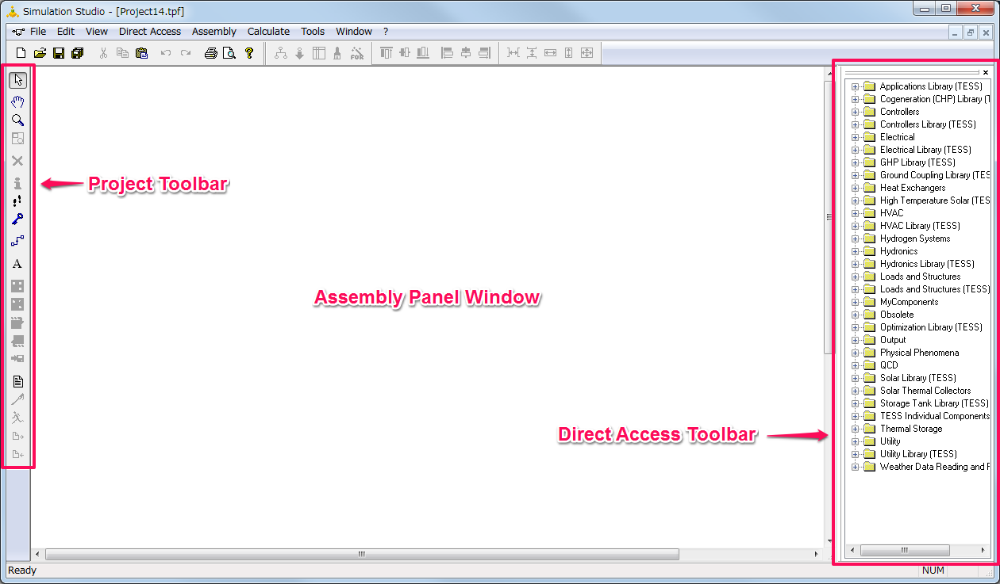 Simulation Studio - [Project14.tpf]
File Edit View Direct Access Assembly Calculate Tools Window ?
FOR
Applications Library (TESS)
Cogeneration (CHP) Library (T
Controllers
Controllers Library (TESS)
Electrical
Electrical Library (TESS)
GHP Library (TESS)
Ground Coupling Library (TES
Heat Exchangers
High Temperature Solar (TES
HVAC
HVAC Library (TESS)
Hydrogen Systems
Hydronics
Hydronics Library (TESS)
Loads and Structures
Loads and Structures (TESS)
MyComponents
Obsolete
Optimization Library (TESS)
Output
Physical Phenomena
QCD
Solar Library (TESS)
Solar Thermal Collectors
Storage Tank Library (TESS)
TESS Individual Components
Thermal Storage
Utility
Utility Library (TESS)
Weather Data Reading and P
Project Toolbar
A
Assembly Panel Window
Direct Access Toolbar
Ready
NUM